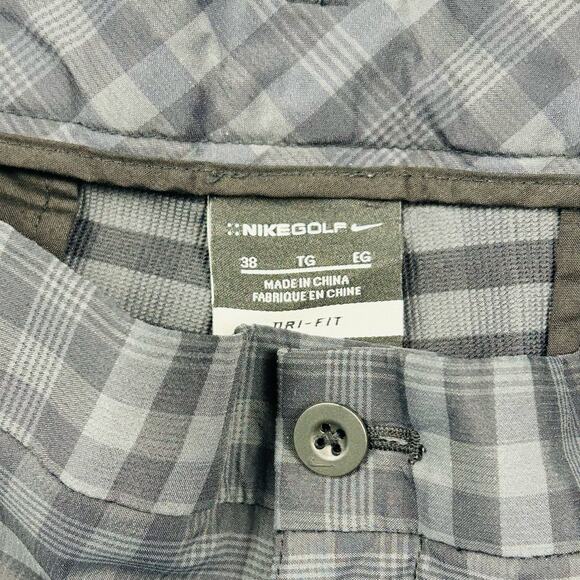 NIKEGOLF
38 TG EG
MADE IN CHINA
FABRIQUE EN CHINE
DRI-FIT